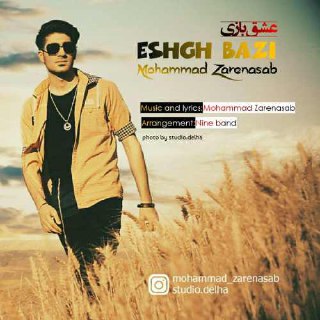 عشق بازی
ESHGH BAZI
Mohammad Zarenasab
Music and lyrics:Mohammad Zarenasab
Arrangement:Nine band
photo by studio.delha
mohammad_zarenasab
studio.delha